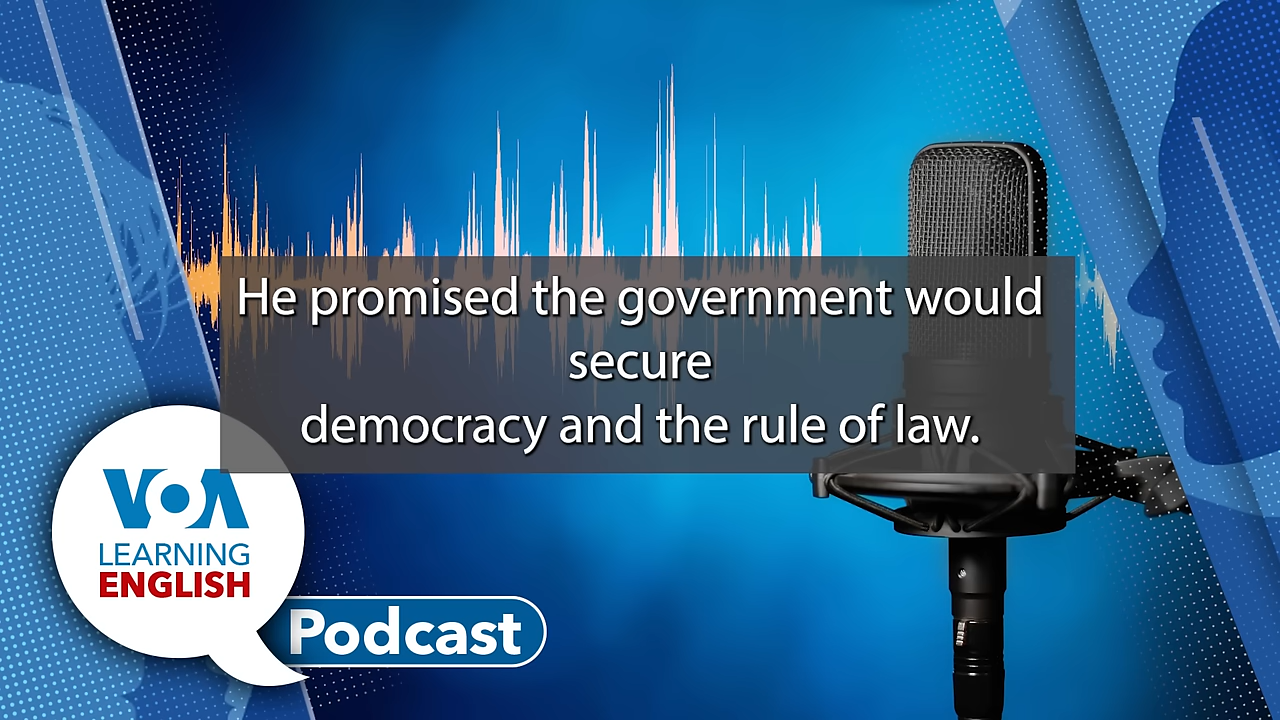 He promised the government would
secure
democracy and the rule of law.
VOA
LEARNING
ENGLISH
Podcast